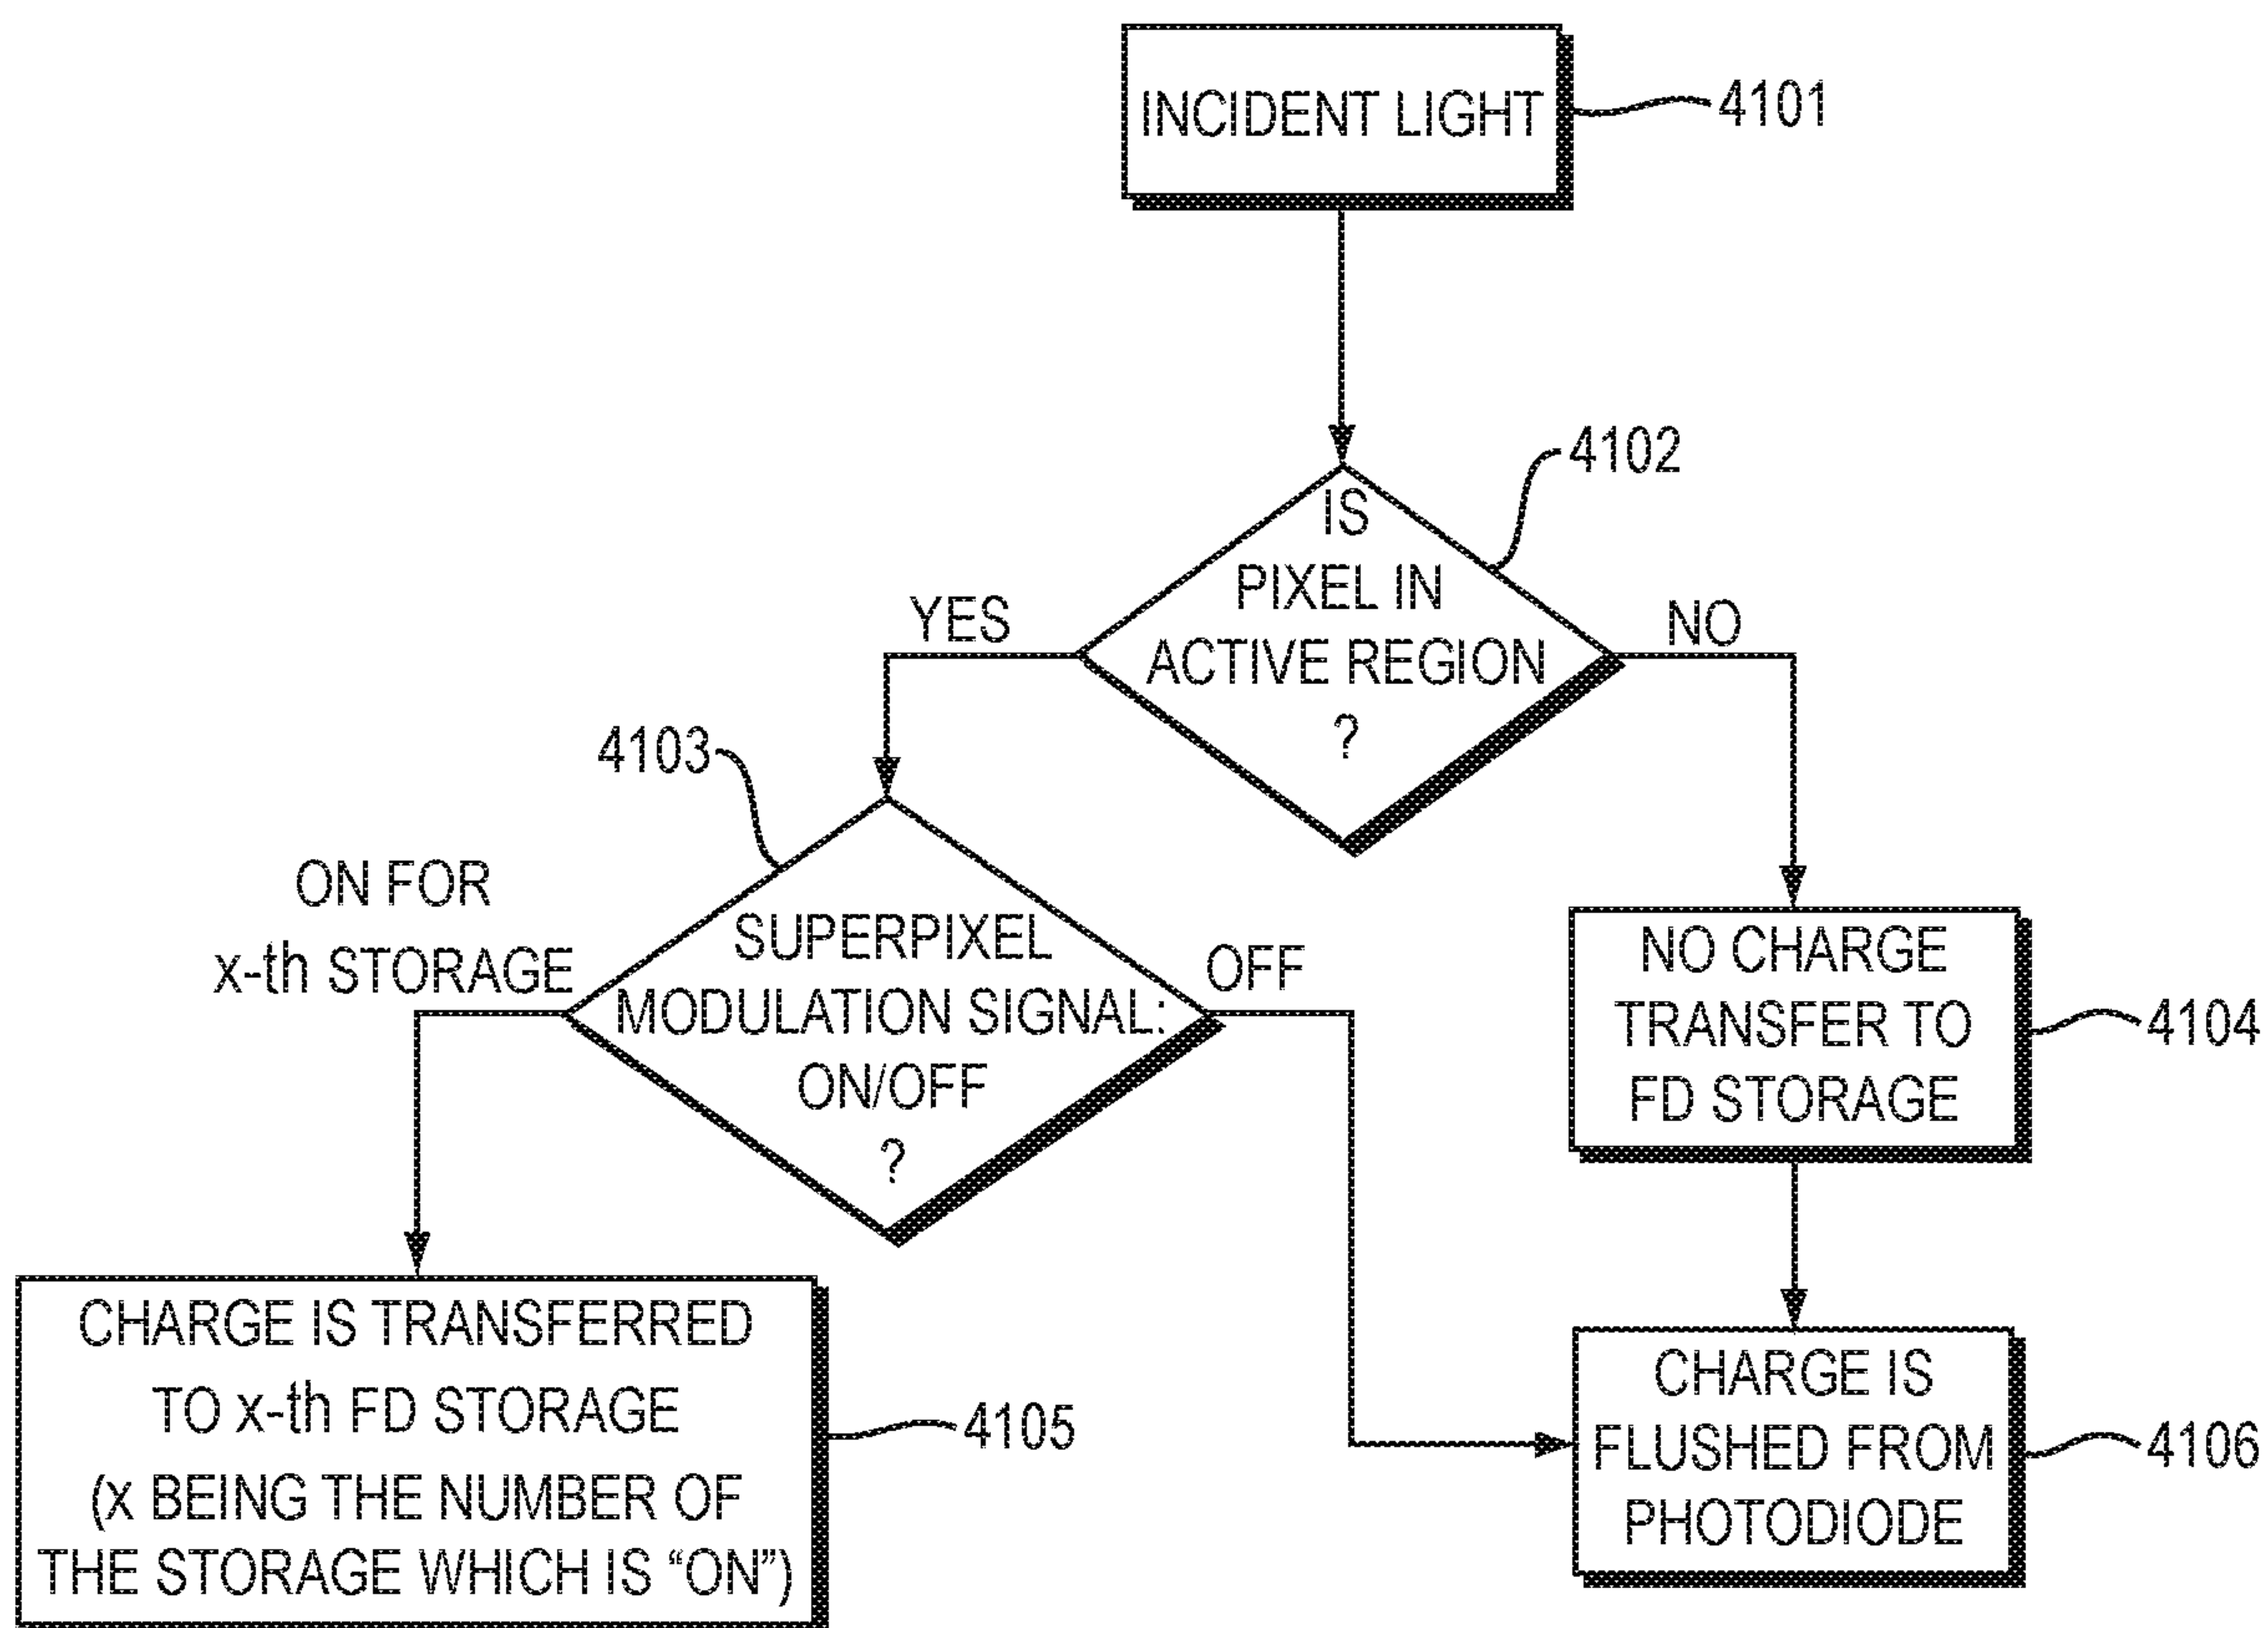 INCIDENT LIGHT
4101
4102
IS
PIXEL IN
ACTIVE REGION
?
YES
NO
4103
ON FOR
x-th STORAGE
SUPERPIXEL
MODULATION SIGNAL:
ON/OFF
?
OFF
NO CHARGE
TRANSFER TO
FD STORAGE
4104
CHARGE IS TRANSFERRED
TO x-th FD STORAGE
(x BEING THE NUMBER OF
THE STORAGE WHICH IS “ON”)
4105
CHARGE IS
FLUSHED FROM
PHOTODIODE
4106